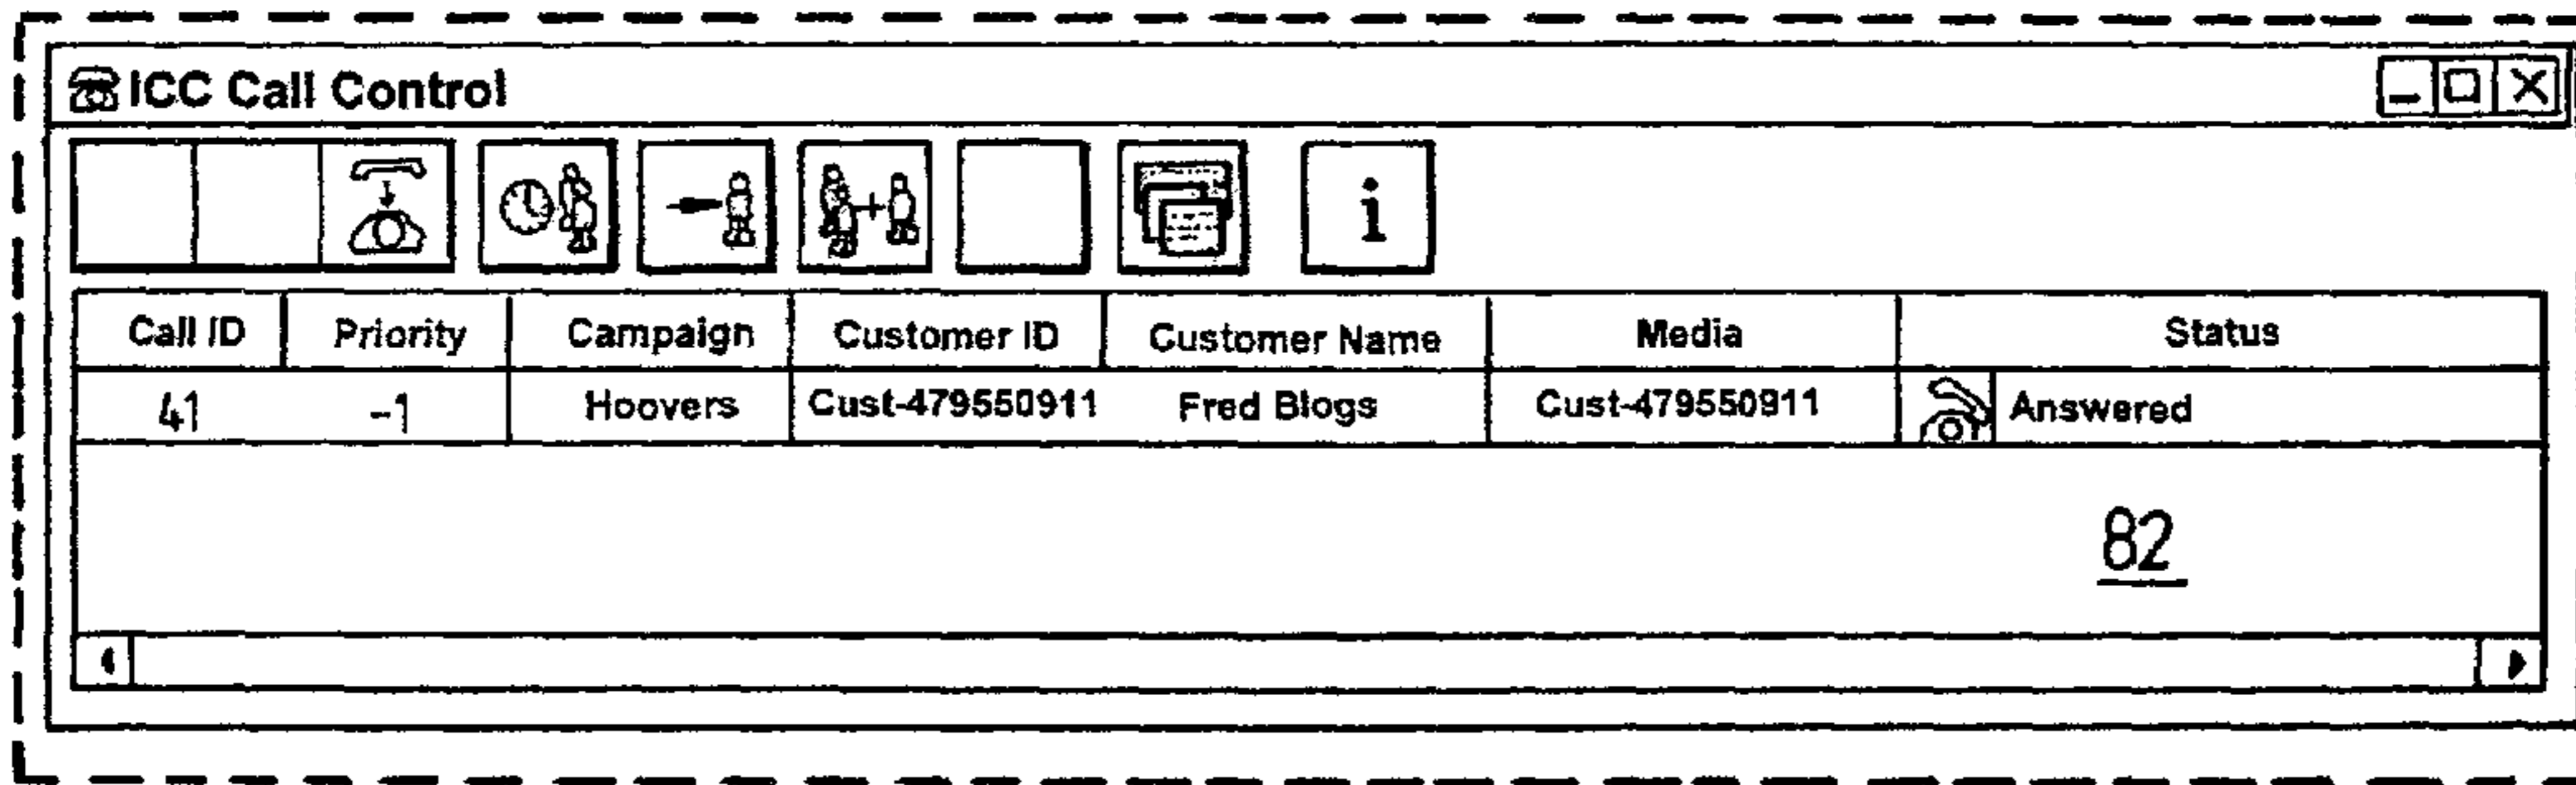 ICC Call Control
i
Call ID Priority Campaign Customer ID Customer Name Media Status
41 -1 Hoovers Cust-479550911 Fred Blogs Cust-479550911 Answered
82